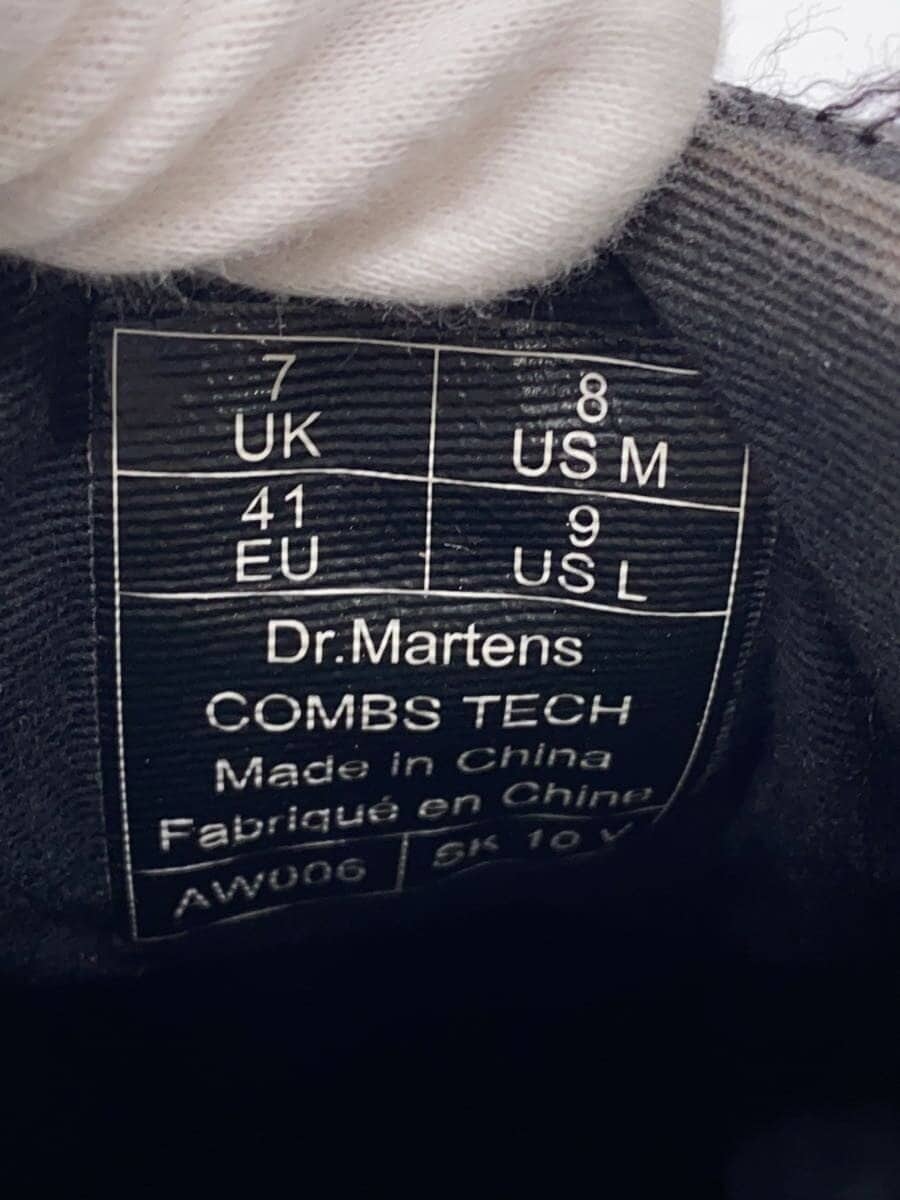 7
UK
8
US M
41
EU
9
US L
Dr.Martens
COMBS TECH
Made in China
Fabriqué en Chine
AW006
SK 10 V